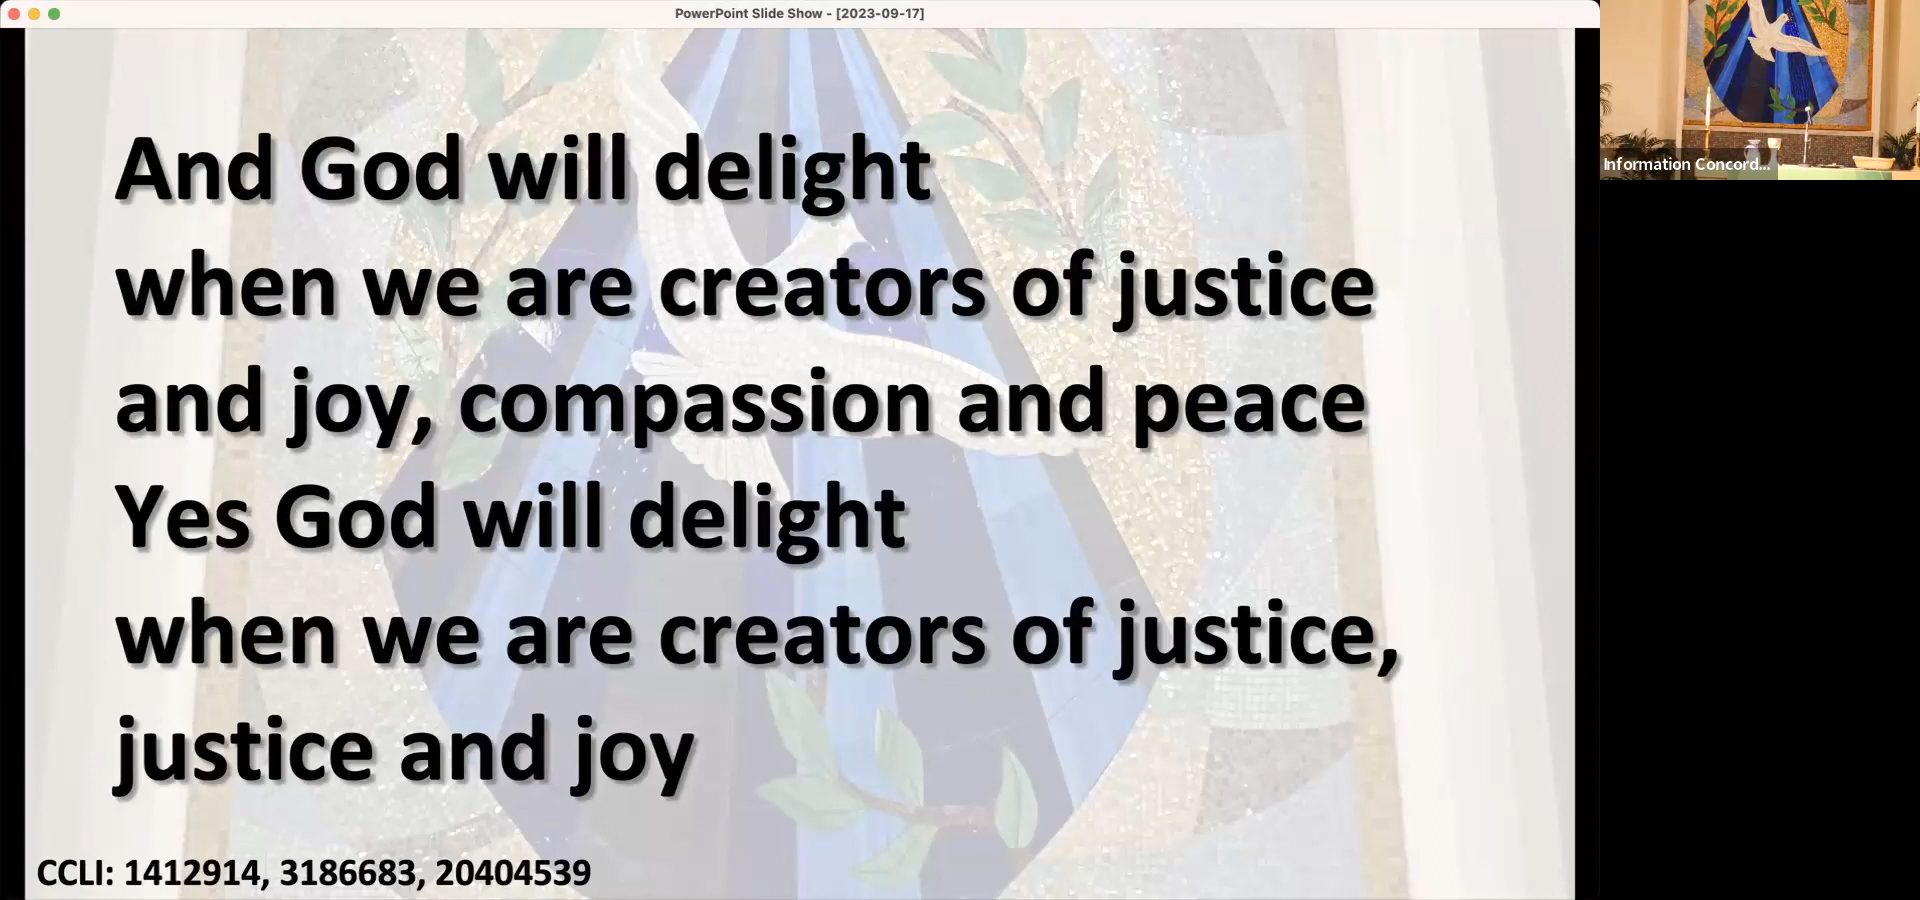 PowerPoint Slide Show - [2023-09-17]
And God will delight
when we are creators of justice
and joy, compassion and peace
Yes God will delight
when we are creators of justice,
justice and joy
CCLI: 1412914, 3186683, 20404539
Information Concord...